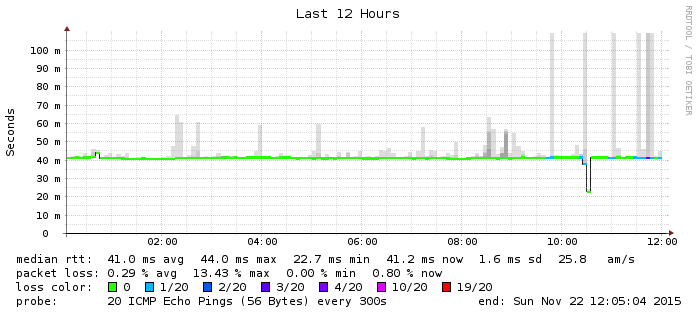 Last 12 Hours
RRDTOOL / TOBI OETIKER
Seconds
100 m
90 m
80 m
70 m
60 m
50 m
40 m
30 m
20 m
10 m
0
02:00 04:00 06:00 08:00 10:00 12:00
median rtt: 41.0 ms avg 44.0 ms max 22.7 ms min 41.2 ms now 1.6 ms sd 25.8 am/s
packet loss: 0.29 % avg 13.43 % max 0.00 % min 0.80 % now
loss color: 0 1/20 2/20 3/20 4/20 10/20 19/20
probe: 20 ICMP Echo Pings (56 Bytes) every 300s end: Sun Nov 22 12:05:04 2015